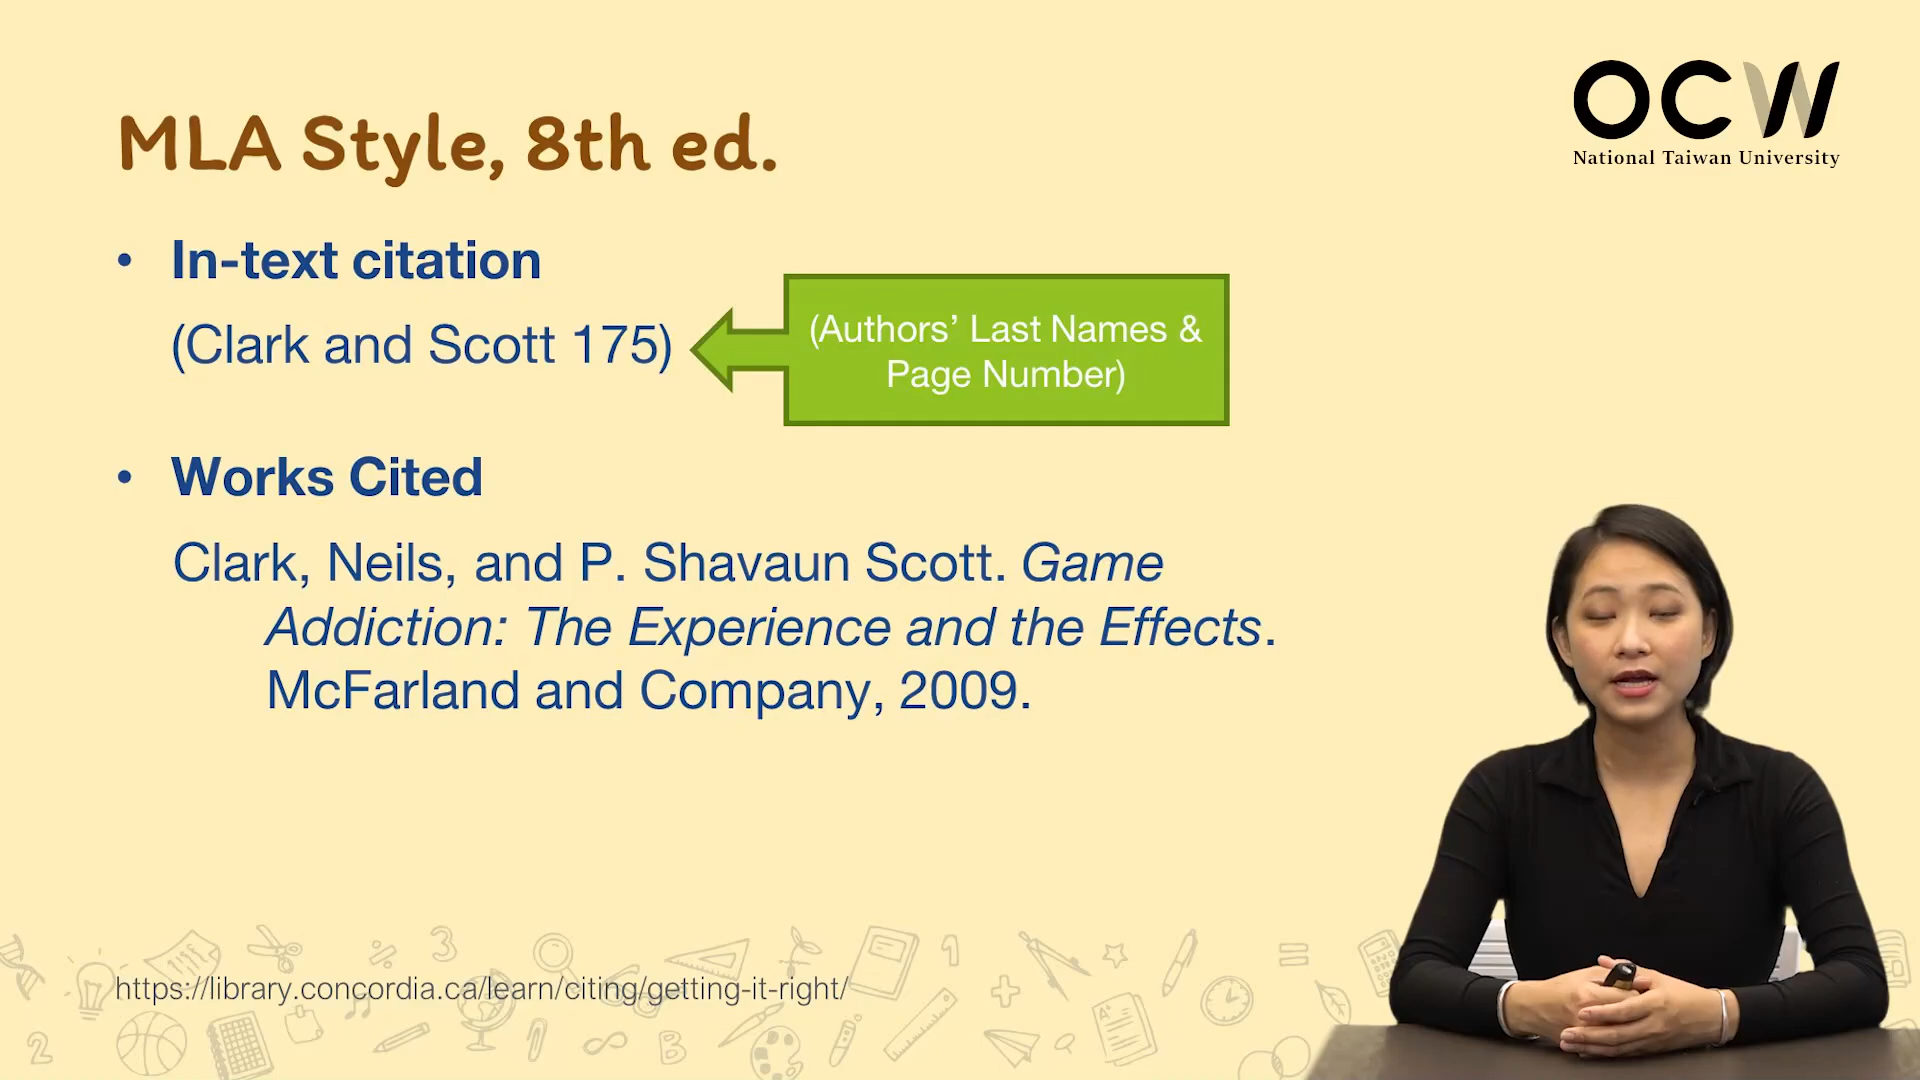 OCW
National Taiwan University
MLA Style, 8th ed.
• In-text citation
(Clark and Scott 175)
(Authors’ Last Names &
Page Number)
• Works Cited
Clark, Neils, and P. Shavaun Scott. Game
Addiction: The Experience and the Effects.
McFarland and Company, 2009.
https://library.concordia.ca/learn/citing/getting-it-right/